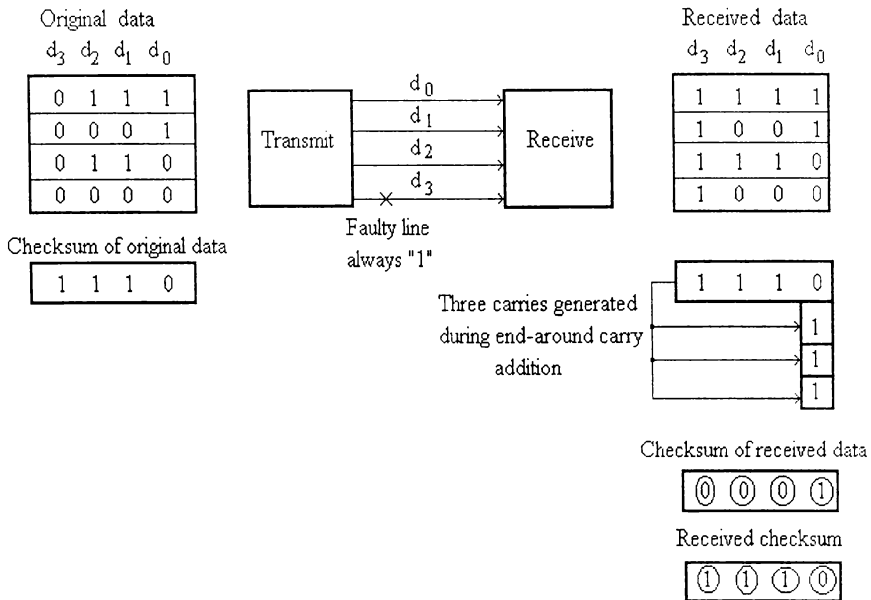 Original data
d3 d2 d1 d0
0 1 1 1
0 0 0 1
0 1 1 0
0 0 0 0
Checksum of original data
1 1 1 0
Transmit
d0
d1
d2
d3
Faulty line
always "1"
Receive
Received data
d3 d2 d1 d0
1 1 1 1
1 0 0 1
1 1 1 0
1 0 0 0
1 1 1 0
Three carries generated
during end-around carry
addition
1
1
1
Checksum of received data
0 0 0 1
Received checksum
1 1 1 0